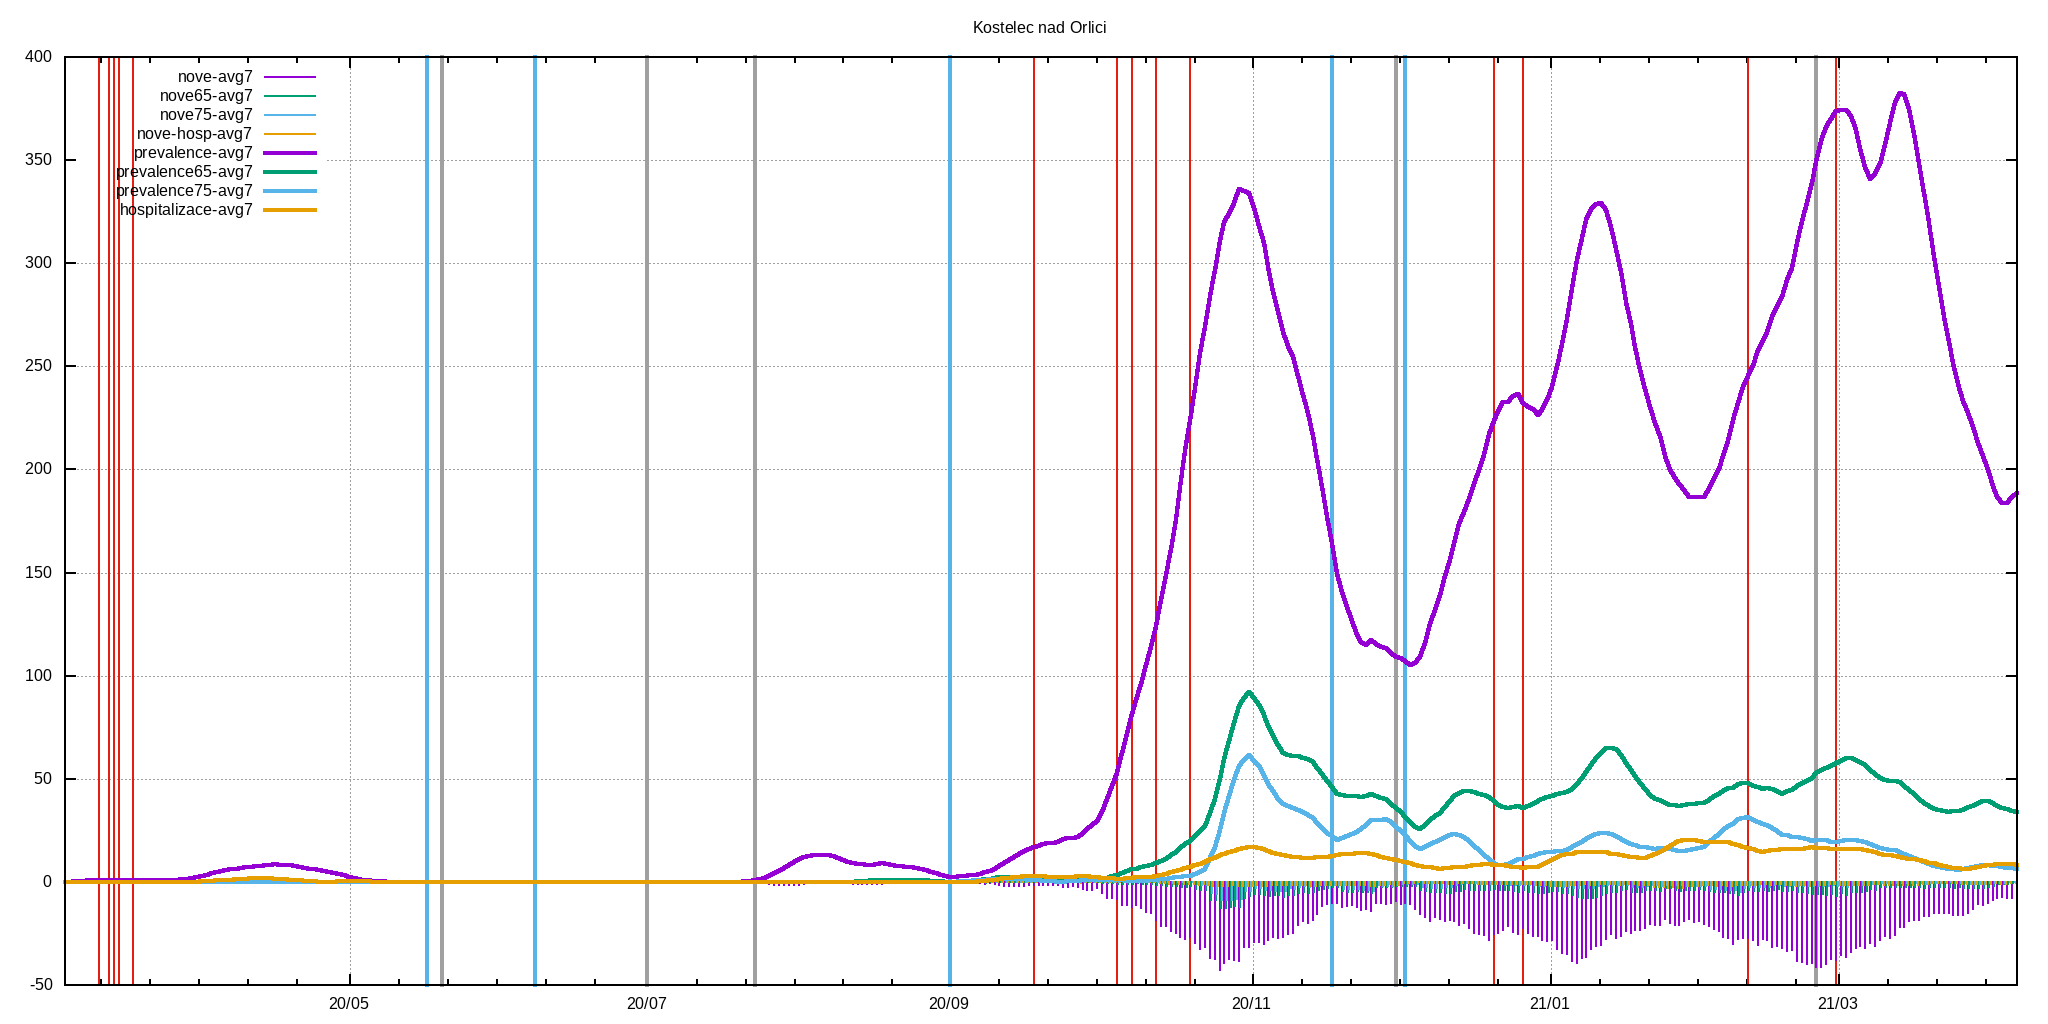 Kostelec nad Orlici
400
350
300
250
200
150
100
50
0
-50
nove-avg7
nove65-avg7
nove75-avg7
nove-hosp-avg7
prevalence-avg7
prevalence65-avg7
prevalence75-avg7
hospitalizace-avg7
20/05
20/07
20/09
20/11
21/01
21/03